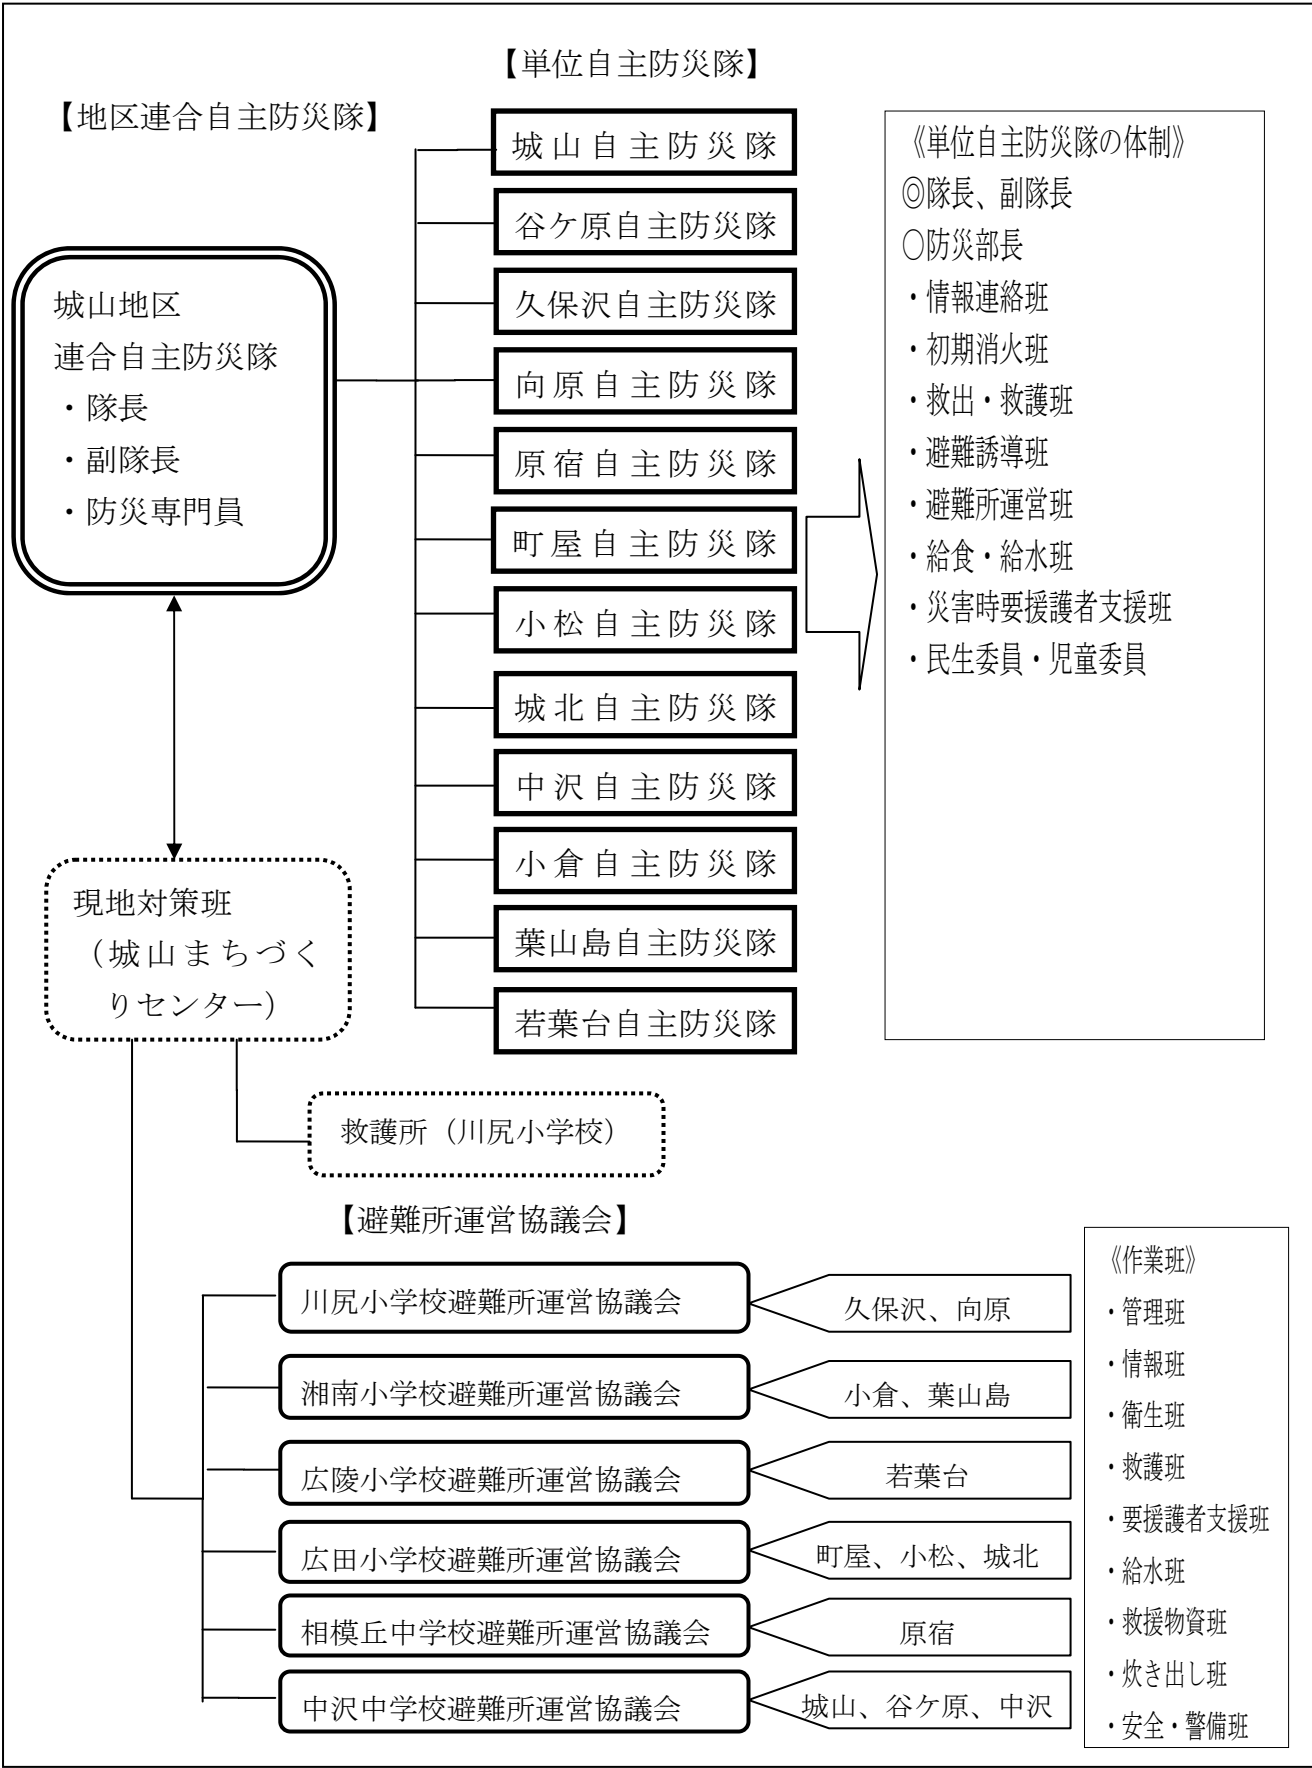 【単位自主防災隊】
【地区連合自主防災隊】
城山地区
連合自主防災隊
・隊長
・副隊長
・防災専門員
城山自主防災隊
谷ケ原自主防災隊
久保沢自主防災隊
向原自主防災隊
原宿自主防災隊
町屋自主防災隊
小松自主防災隊
城北自主防災隊
中沢自主防災隊
小倉自主防災隊
葉山島自主防災隊
若葉台自主防災隊
《単位自主防災隊の体制》
◎隊長、副隊長
○防災部長
・情報連絡班
・初期消火班
・救出・救護班
・避難誘導班
・避難所運営班
・給食・給水班
・災害時要援護者支援班
・民生委員・児童委員
現地対策班
（城山まちづく
りセンター）
救護所（川尻小学校）
【避難所運営協議会】
川尻小学校避難所運営協議会
久保沢、向原
湘南小学校避難所運営協議会
小倉、葉山島
広陵小学校避難所運営協議会
若葉台
広田小学校避難所運営協議会
町屋、小松、城北
相模丘中学校避難所運営協議会
原宿
中沢中学校避難所運営協議会
城山、谷ケ原、中沢
《作業班》
・管理班
・情報班
・衛生班
・救護班
・要援護者支援班
・給水班
・救援物資班
・炊き出し班
・安全・警備班